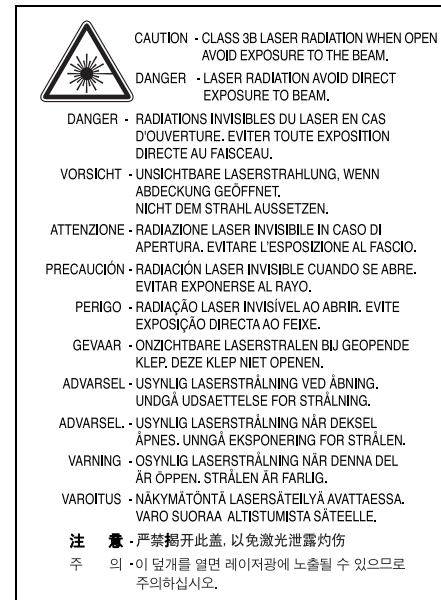 CAUTION - CLASS 3B LASER RADIATION WHEN OPEN
AVOID EXPOSURE TO THE BEAM.
DANGER - LASER RADIATION AVOID DIRECT
EXPOSURE TO BEAM.
DANGER - RADIATIONS INVISIBLES DU LASER EN CAS
D'OUVERTURE. EVITER TOUTE EXPOSITION
DIRECTE AU FAISCEAU.
VORSICHT - UNSICHTBARE LASERSTRAHLUNG, WENN
ABDECKUNG GEÖFFNET.
NICHT DEM STRAHL AUSSETZEN.
ATTENZIONE - RADIAZIONE LASER INVISIBILE IN CASO DI
APERTURA. EVITARE L'ESPOSIZIONE AL FASCIO.
PRECAUCIÓN - RADIACIÓN LASER INVISIBLE CUANDO SE ABRE.
EVITAR EXPONERSE AL RAYO.
PERIGO - RADIAÇÃO LASER INVISÍVEL AO ABRIR. EVITE
EXPOSIÇÃO DIRECTA AO FEIXE.
GEVAAR - ONZICHTBARE LASERSTRALEN BIJ GEOPENDE
KLEP. DEZE KLEP NIET OPENEN.
ADVARSEL - USYNLIG LASERSTRÅLNING VED ÅBNING.
UNDGÅ UDSAETTELSE FOR STRÅLNING.
ADVARSEL. - USYNLIG LASERSTRÅLNING NÅR DEKSEL
ÅPNES. UNNGÅ EKSPONERING FOR STRÅLEN.
VARNING - OSYNLIG LASERSTRÅLNING NÄR DENNA DEL
ÄR ÖPPEN. STRÅLEN ÄR FARLIG.
VAROITUS - NÄKYMÄTÖNTÄ LASERSÄTEILYÄ AVATTAESSA.
VARO SUORAA ALTISTUMISTA SÄTEELLE.
注 意 - 严禁揭开此盖, 以免激光泄露灼伤
주 의 - 이 덮개를 열면 레이저광에 노출될 수 있으므로
주의하십시오.